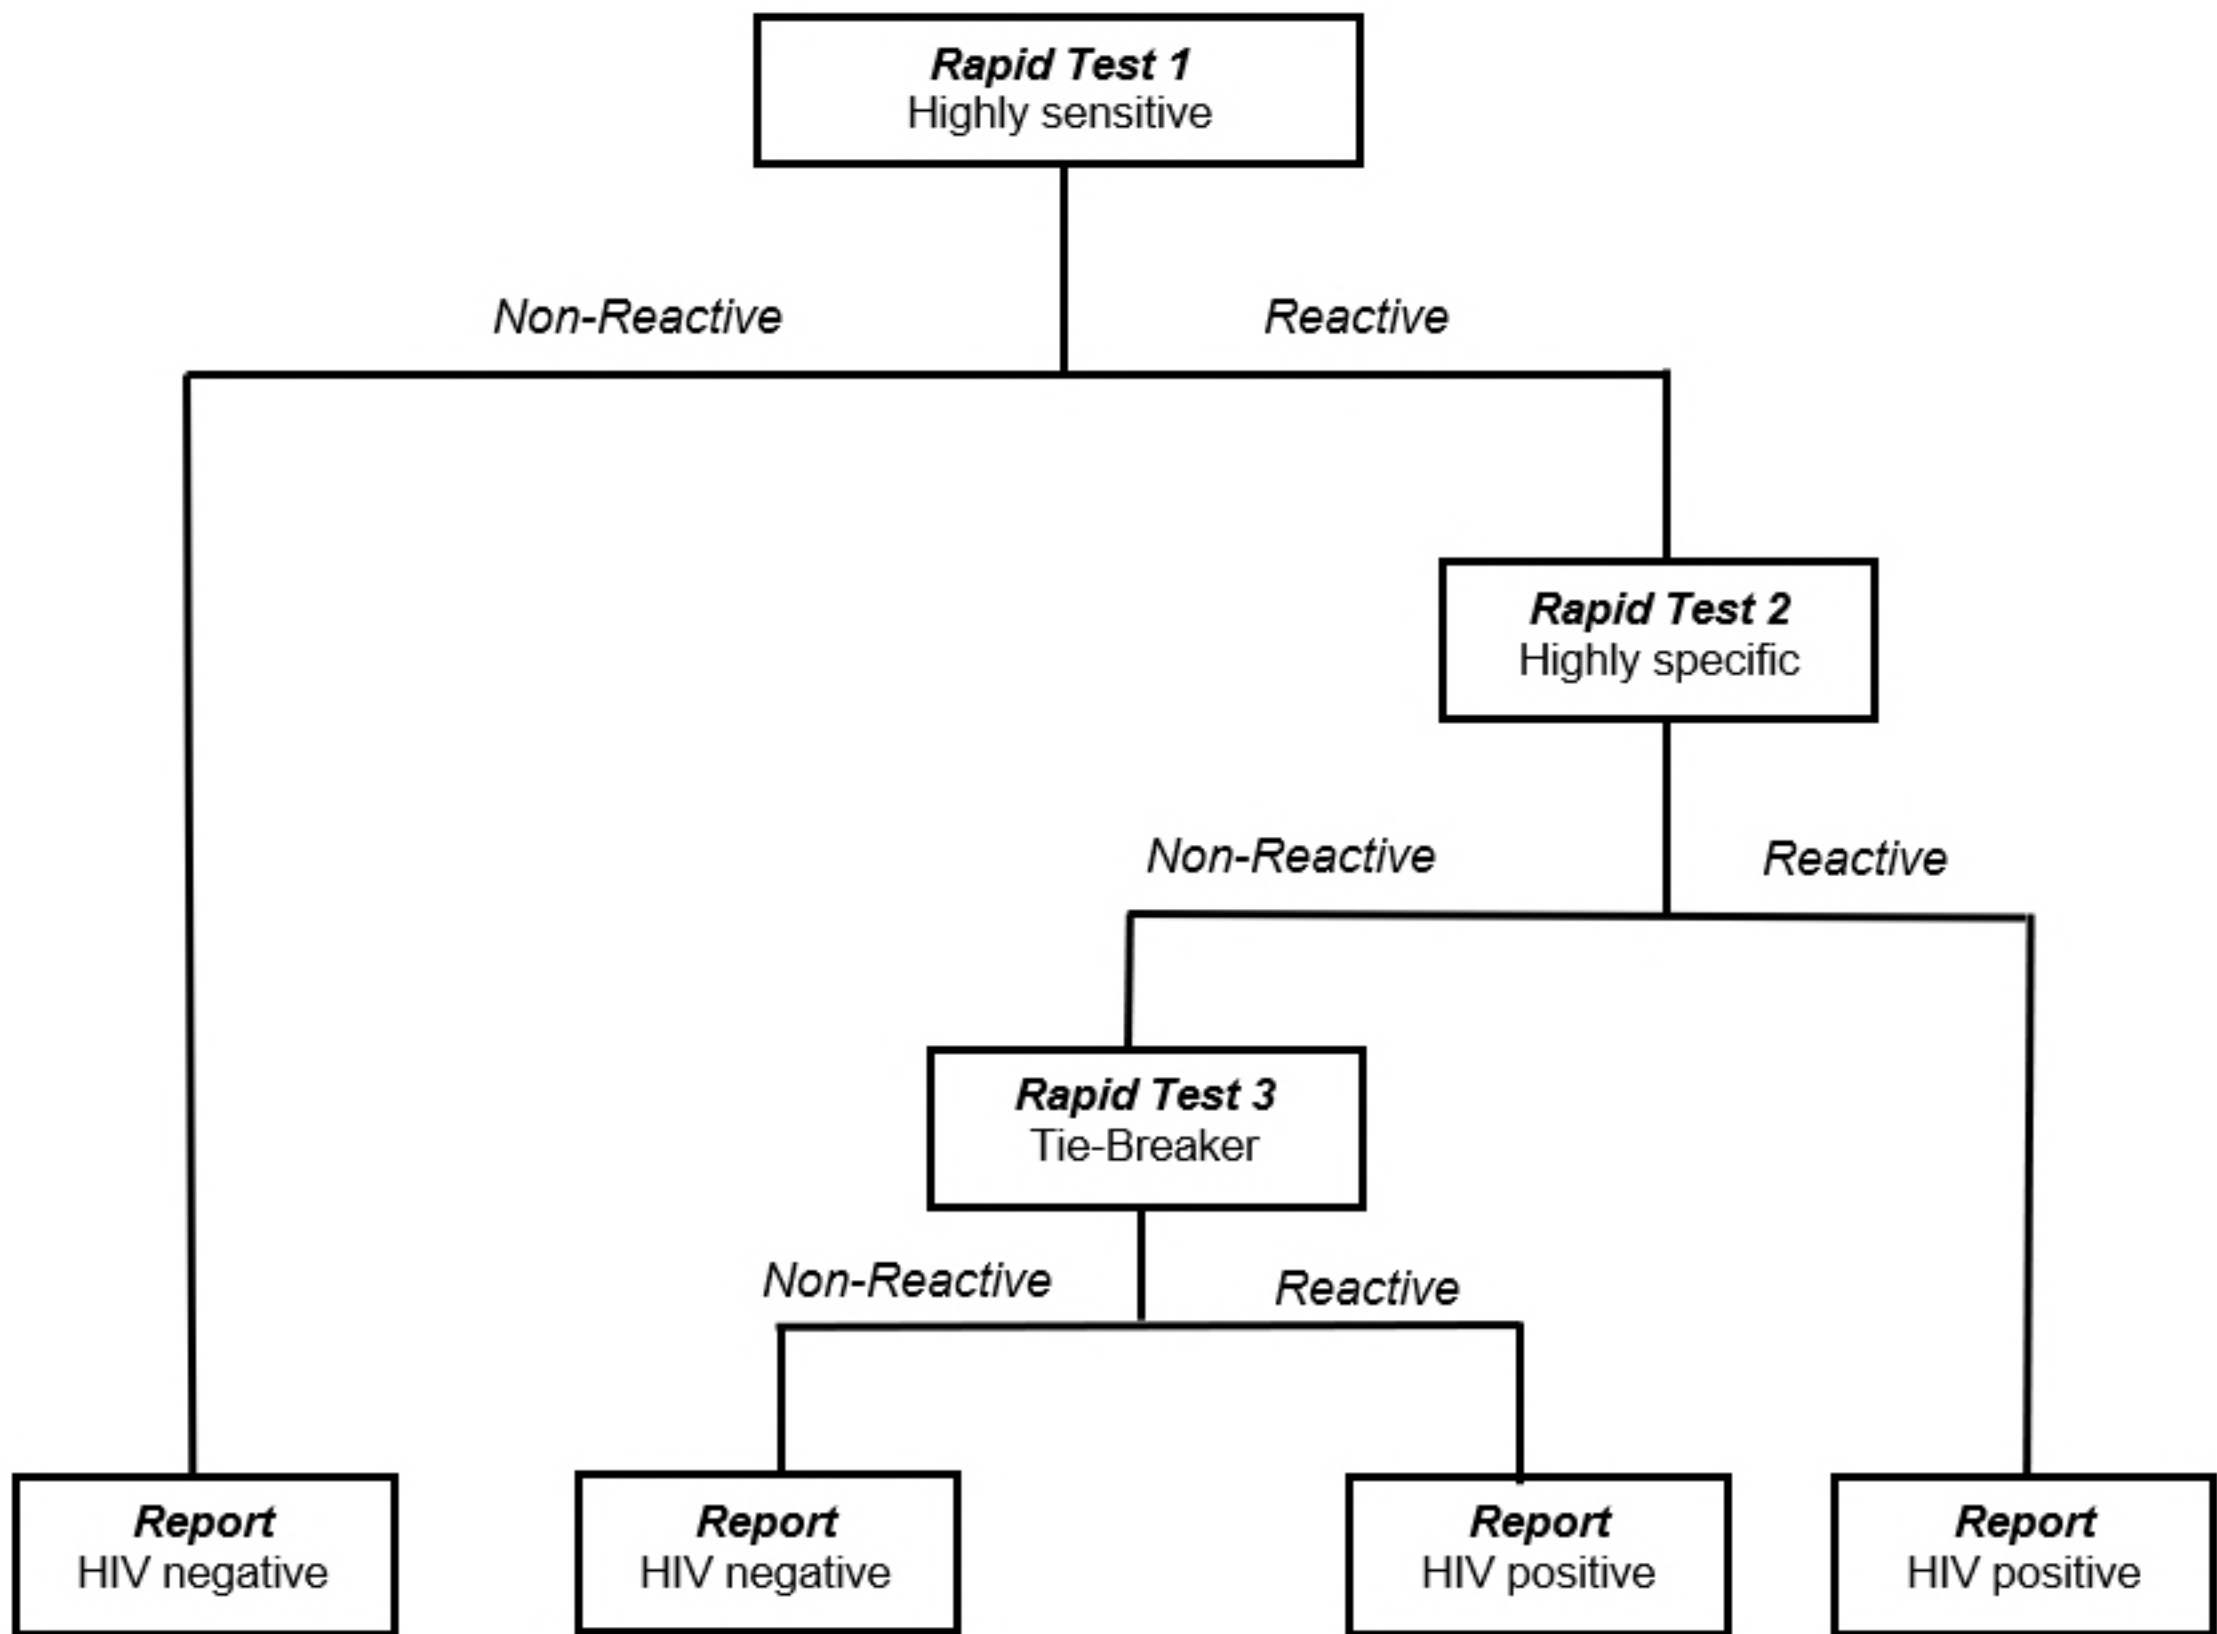 Rapid Test 1
Highly sensitive
Non-Reactive
Reactive
Rapid Test 2
Highly specific
Non-Reactive
Reactive
Rapid Test 3
Tie-Breaker
Non-Reactive
Reactive
Report
HIV negative
Report
HIV negative
Report
HIV positive
Report
HIV positive